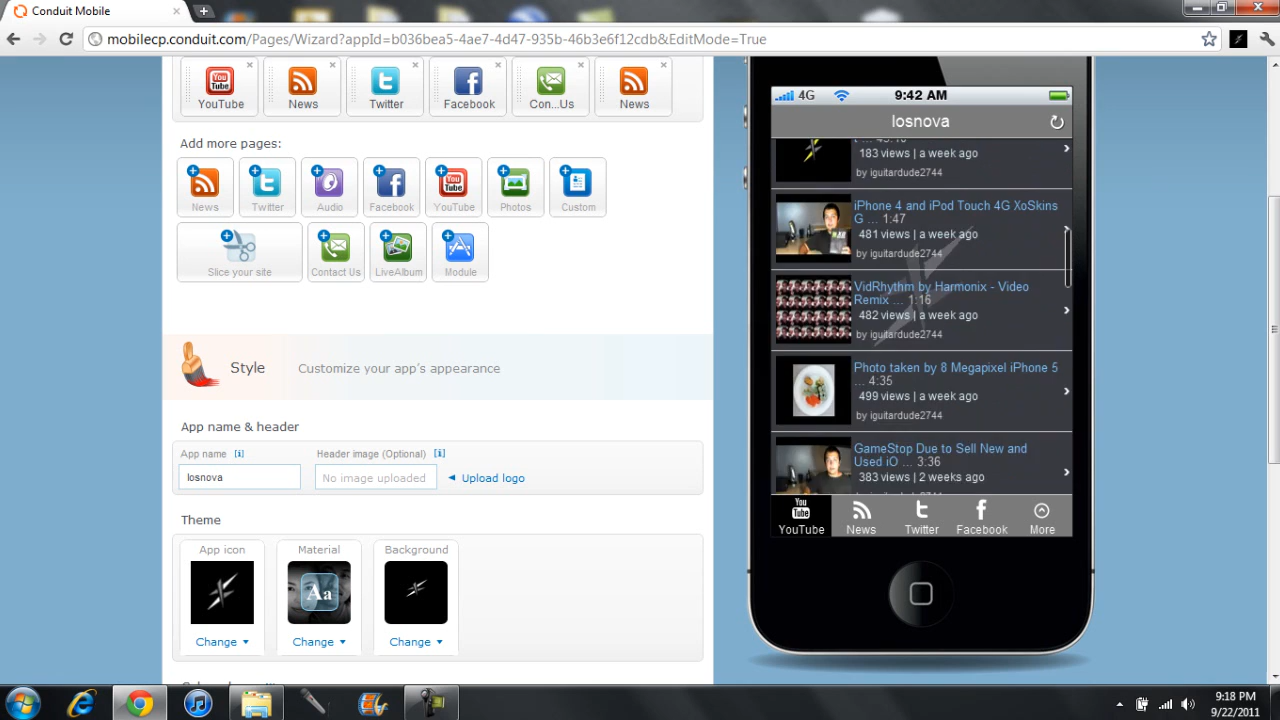 Conduit Mobile
mobilecp.conduit.com/Pages/Wizard?appId=b036bea5-4ae7-4d47-935b-46b3e6f12cdb&EditMode=True
YouTube News Twitter Facebook Con...Us News
Add more pages:
News Twitter Audio Facebook YouTube Photos Custom
Slice your site Contact Us LiveAlbum Module
Style Customize your app's appearance
App name & header
App name Header image (Optional)
Iosnova No image uploaded Upload logo
Theme
App icon Material Background
Aa
Change Change Change
4G 9:42 AM
Iosnova
183 views | a week ago
by iguitardude2744
iPhone 4 and iPod Touch 4G XoSkins
G ... 1:47
481 views | a week ago
by iguitardude2744
VidRhythm by Harmonix - Video
Remix ... 1:16
482 views | a week ago
by iguitardude2744
Photo taken by 8 Megapixel iPhone 5
... 4:35
499 views | a week ago
by iguitardude2744
GameStop Due to Sell New and
Used iO ... 3:36
383 views | 2 weeks ago
You Tube
YouTube News Twitter Facebook More
9:18 PM
9/22/2011